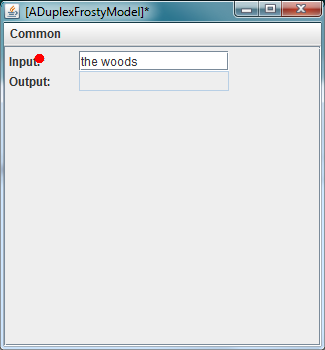 [ADuplexFrostyModel]*
Common
Input: the woods
Output: